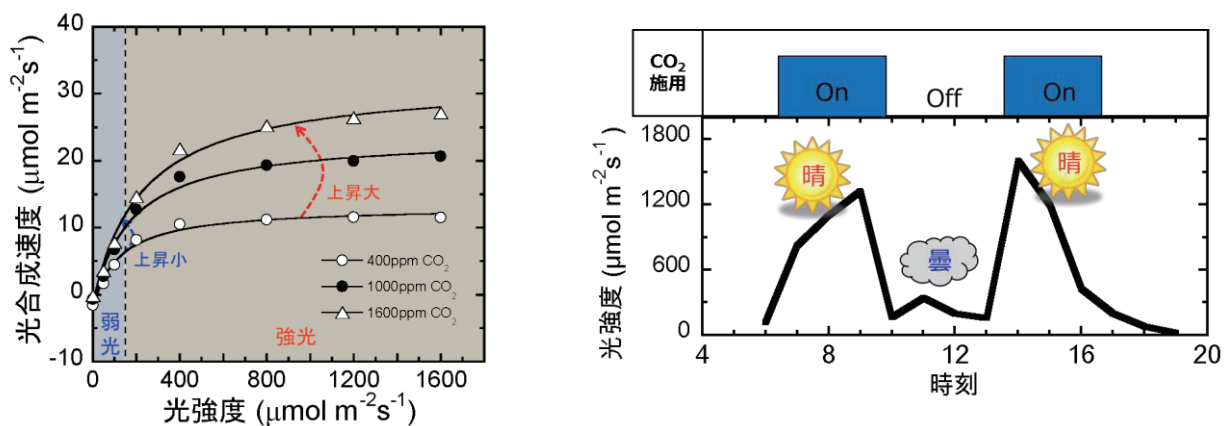 40
30
20
10
0
-10
光合成速度 (μmol m⁻²s⁻¹)
上昇大
上昇小
400ppm CO₂
1000ppm CO₂
1600ppm CO₂
弱光
強光
0 400 800 1200 1600
光強度 (μmol m⁻²s⁻¹)
CO₂
施用
On Off On
1800
1200
600
0
光強度 (μmol m⁻²s⁻¹)
晴
曇
晴
4 8 12 16 20
時刻